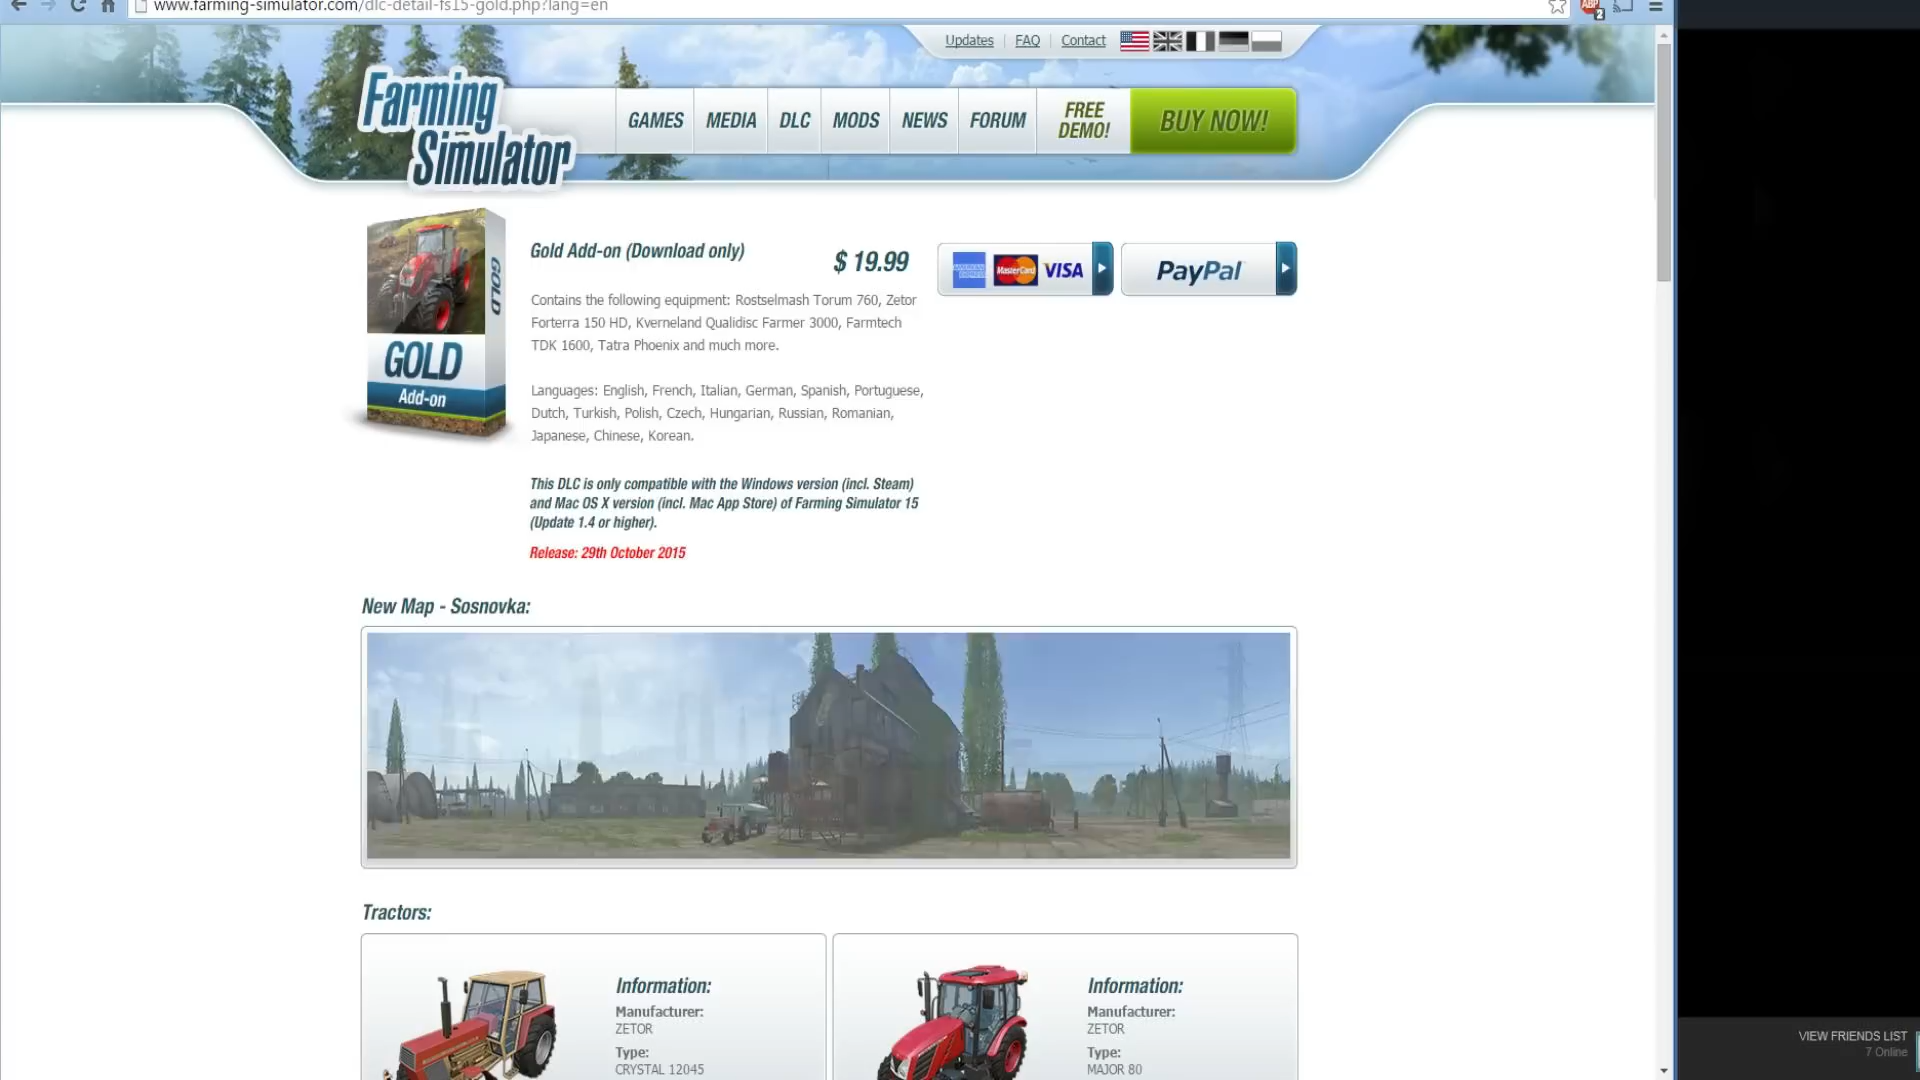 www.farming-simulator.com/dlc-detail-fs15-gold.php?lang=en
ABP
2
Updates FAQ Contact
Farming
Simulator
GAMES MEDIA DLC MODS NEWS FORUM FREE DEMO! BUY NOW!
GOLD
GOLD
Add-on
Gold Add-on (Download only)
$ 19.99
AMERICAN EXPRESS MasterCard VISA
PayPal
Contains the following equipment: Rostselmash Torum 760, Zetor
Forterra 150 HD, Kverneland Qualidisc Farmer 3000, Farmtech
TDK 1600, Tatra Phoenix and much more.
Languages: English, French, Italian, German, Spanish, Portuguese,
Dutch, Turkish, Polish, Czech, Hungarian, Russian, Romanian,
Japanese, Chinese, Korean.
This DLC is only compatible with the Windows version (incl. Steam)
and Mac OS X version (incl. Mac App Store) of Farming Simulator 15
(Update 1.4 or higher).
Release: 29th October 2015
New Map - Sosnovka:
Tractors:
Information:
Manufacturer:
ZETOR
Type:
CRYSTAL 12045
Information:
Manufacturer:
ZETOR
Type:
MAJOR 80
VIEW FRIENDS LIST
7 Online